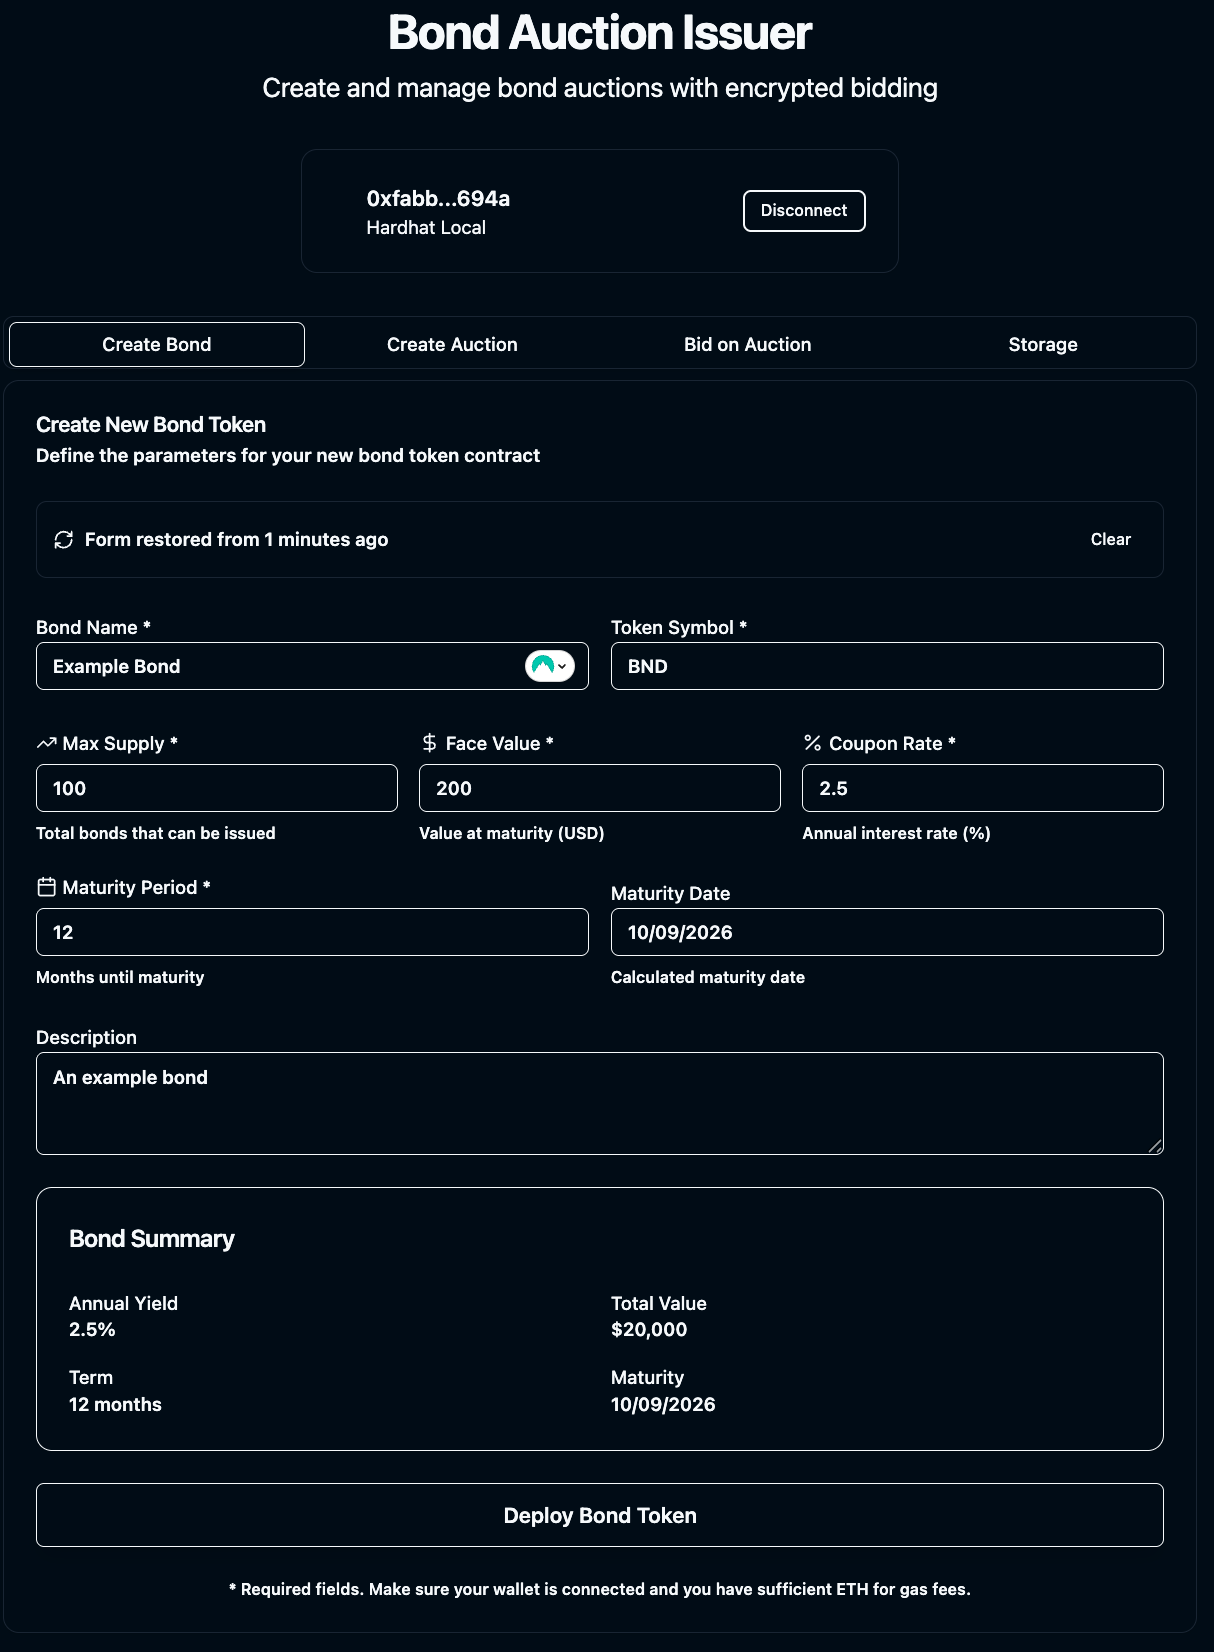 Bond Auction Issuer
Create and manage bond auctions with encrypted bidding
0xfabb...694a
Hardhat Local
Disconnect
Create Bond
Create Auction
Bid on Auction
Storage
Create New Bond Token
Define the parameters for your new bond token contract
Form restored from 1 minutes ago
Clear
Bond Name *
Token Symbol *
Example Bond
BND
Max Supply *
Face Value *
Coupon Rate *
100
200
2.5
Total bonds that can be issued
Value at maturity (USD)
Annual interest rate (%)
Maturity Period *
Maturity Date
12
10/09/2026
Months until maturity
Calculated maturity date
Description
An example bond
Bond Summary
Annual Yield
Total Value
2.5%
$20,000
Term
Maturity
12 months
10/09/2026
Deploy Bond Token
* Required fields. Make sure your wallet is connected and you have sufficient ETH for gas fees.